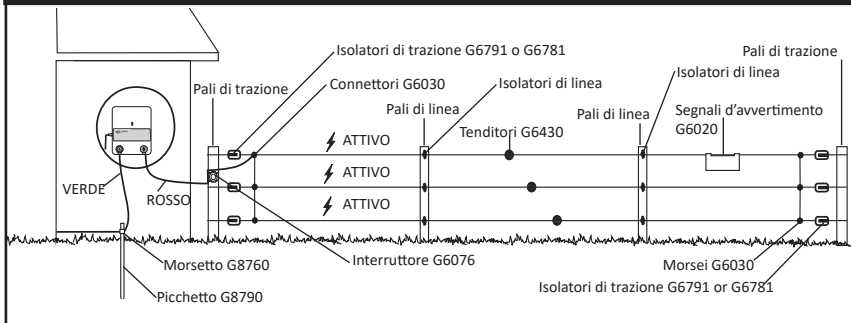 Isolatori di trazione G6791 o G6781
Pali di trazione
Connettori G6030
Isolatori di linea
Isolatori di linea
Pali di trazione
Pali di linea
Pali di linea
Segnali d'avvertimento
G6020
Tenditori G6430
ATTIVO
ATTIVO
ATTIVO
VERDE
ROSSO
Morsetto G8760
Interruttore G6076
Morsei G6030
Isolatori di trazione G6791 or G6781
Picchetto G8790